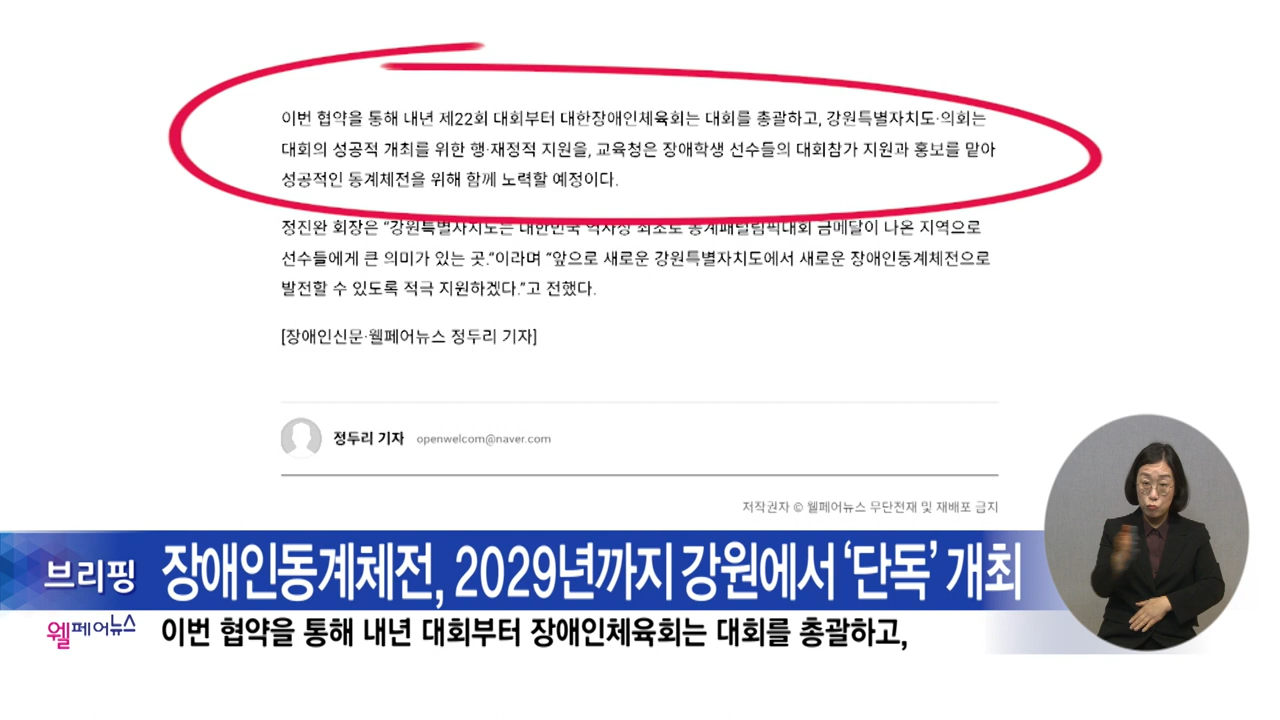 이번 협약을 통해 내년 제22회 대회부터 대한장애인체육회는 대회를 총괄하고, 강원특별자치도·의회는
대회의 성공적 개최를 위한 행·재정적 지원을, 교육청은 장애학생 선수들의 대회참가 지원과 홍보를 맡아
성공적인 동계체전을 위해 함께 노력할 예정이다.
정진완 회장은 “강원특별자치도는 대한민국 역사상 최초로 동계패럴림픽대회 금메달이 나온 지역으로
선수들에게 큰 의미가 있는 곳.”이라며 “앞으로 새로운 강원특별자치도에서 새로운 장애인동계체전으로
발전할 수 있도록 적극 지원하겠다.”고 전했다.
[장애인신문·웰페어뉴스 정두리 기자]
정두리 기자 openwelcom@naver.com
저작권자 © 웰페어뉴스 무단전재 및 재배포 금지
브리핑 장애인동계체전, 2029년까지 강원에서 ‘단독’ 개최
웰페어뉴스 이번 협약을 통해 내년 대회부터 장애인체육회는 대회를 총괄하고,